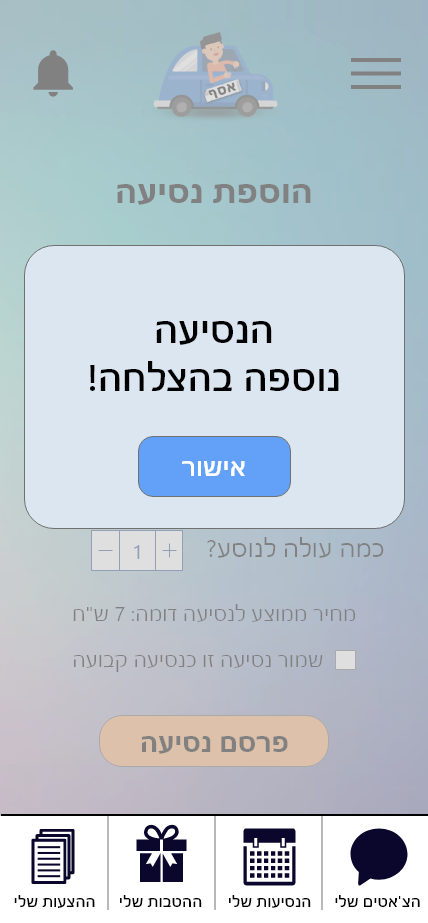 אסף
הוספת נסיעה
הנסיעה
נוספה בהצלחה!
אישור
כמה עולה לנוסע?
+ 1 −
מחיר ממוצע לנסיעה דומה: 7 ש"ח
שמור נסיעה זו כנסיעה קבועה
פרסם נסיעה
הצ'אטים שלי
הנסיעות שלי
ההטבות שלי
ההצעות שלי